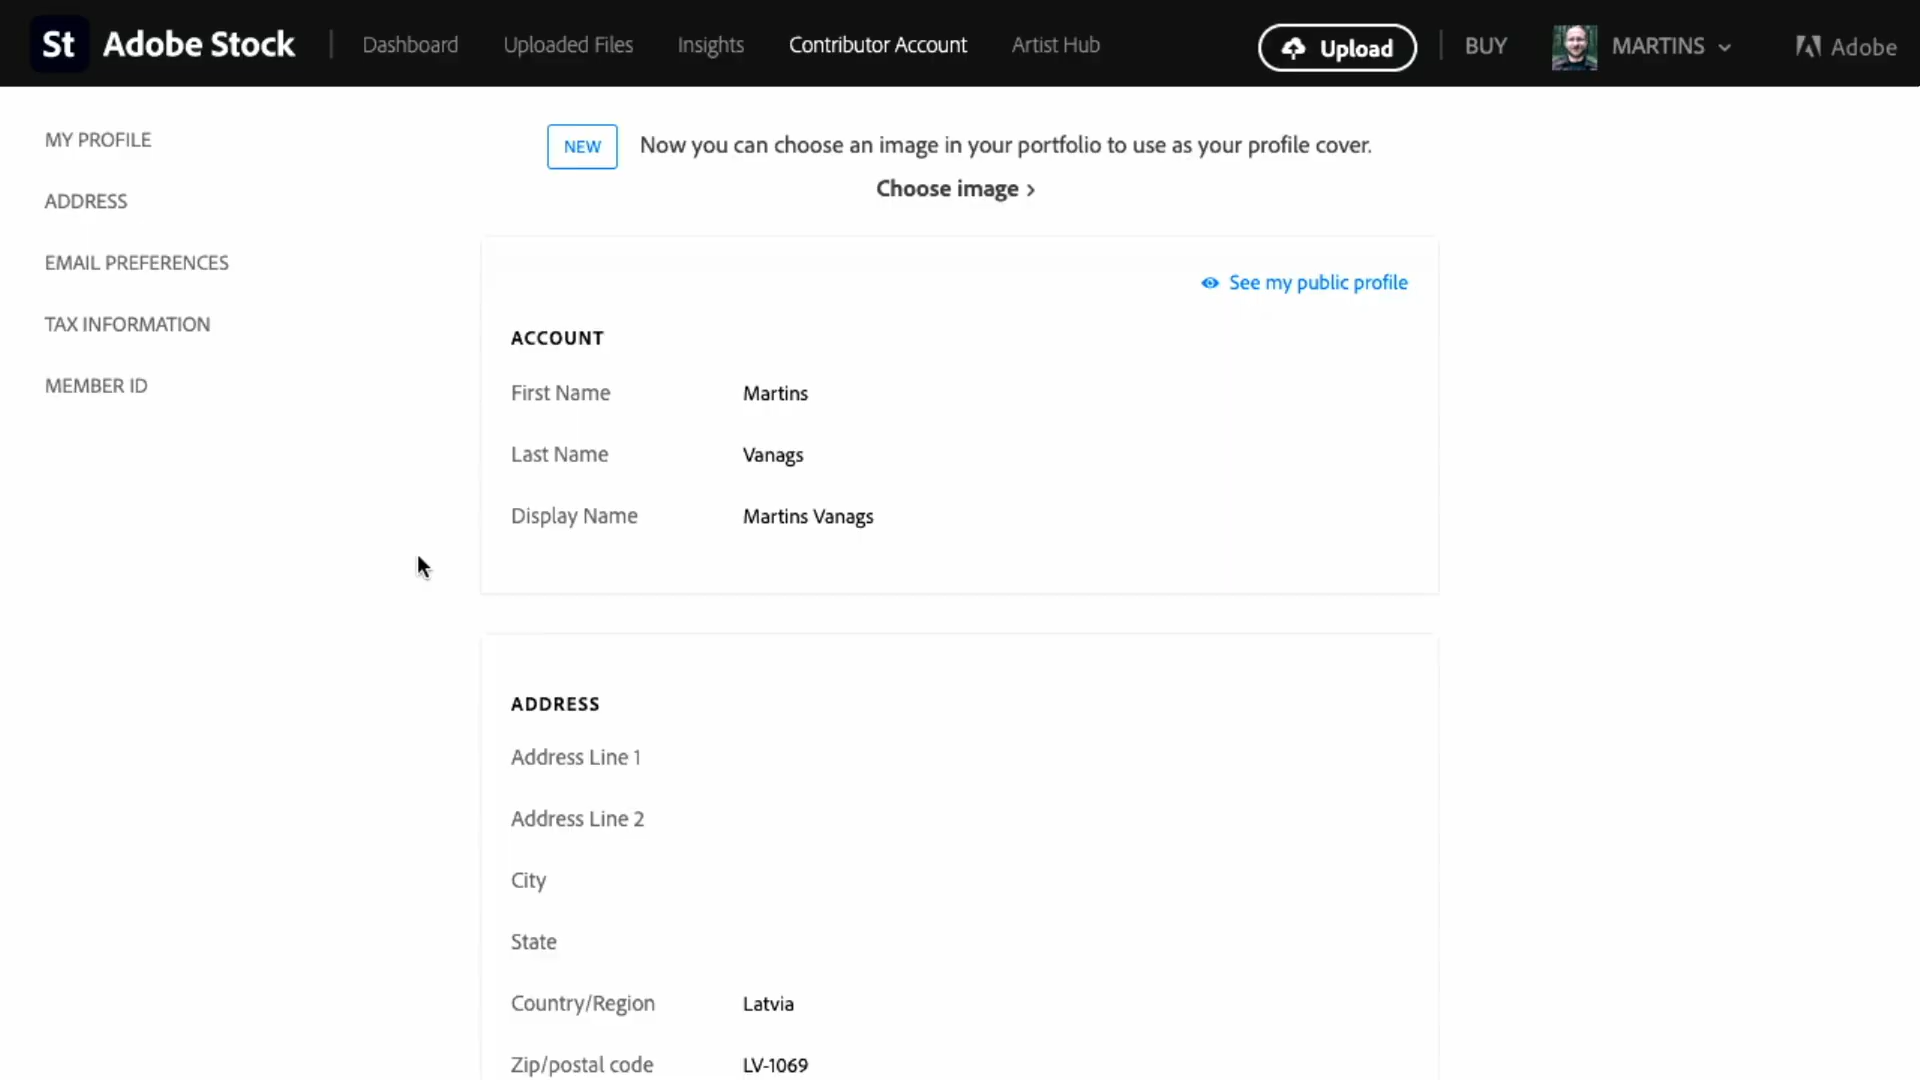 St Adobe Stock Dashboard Uploaded Files Insights Contributor Account Artist Hub Upload BUY MARTINS Adobe
MY PROFILE
ADDRESS
EMAIL PREFERENCES
TAX INFORMATION
MEMBER ID
NEW Now you can choose an image in your portfolio to use as your profile cover.
Choose image >
See my public profile
ACCOUNT
First Name Martins
Last Name Vanags
Display Name Martins Vanags
ADDRESS
Address Line 1
Address Line 2
City
State
Country/Region Latvia
Zip/postal code LV-1069